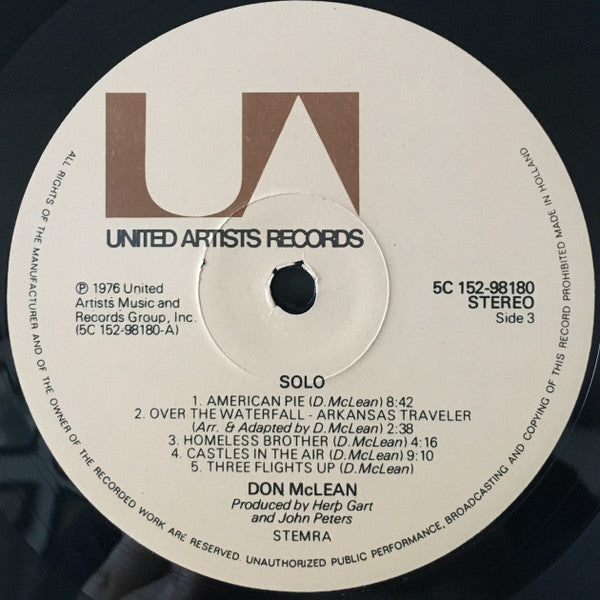 UA
UNITED ARTISTS RECORDS
℗ 1976 United
Artists Music and
Records Group, Inc.
(5C 152-98180-A)
5C 152-98180
STEREO
Side 3
SOLO
1. AMERICAN PIE (D. McLean) 8:42
2. OVER THE WATERFALL - ARKANSAS TRAVELER
(Arr. & Adapted by D. McLean) 2:38
3. HOMELESS BROTHER (D. McLean) 4:16
4. CASTLES IN THE AIR (D. McLean) 9:10
5. THREE FLIGHTS UP (D. McLean)
DON McLEAN
Produced by Herb Gart
and John Peters
STEMRA
ALL RIGHTS OF THE MANUFACTURER AND OF THE OWNER OF THE RECORDED WORK ARE RESERVED. UNAUTHORIZED PUBLIC PERFORMANCE, BROADCASTING AND COPYING OF THIS RECORD PROHIBITED MADE IN HOLLAND